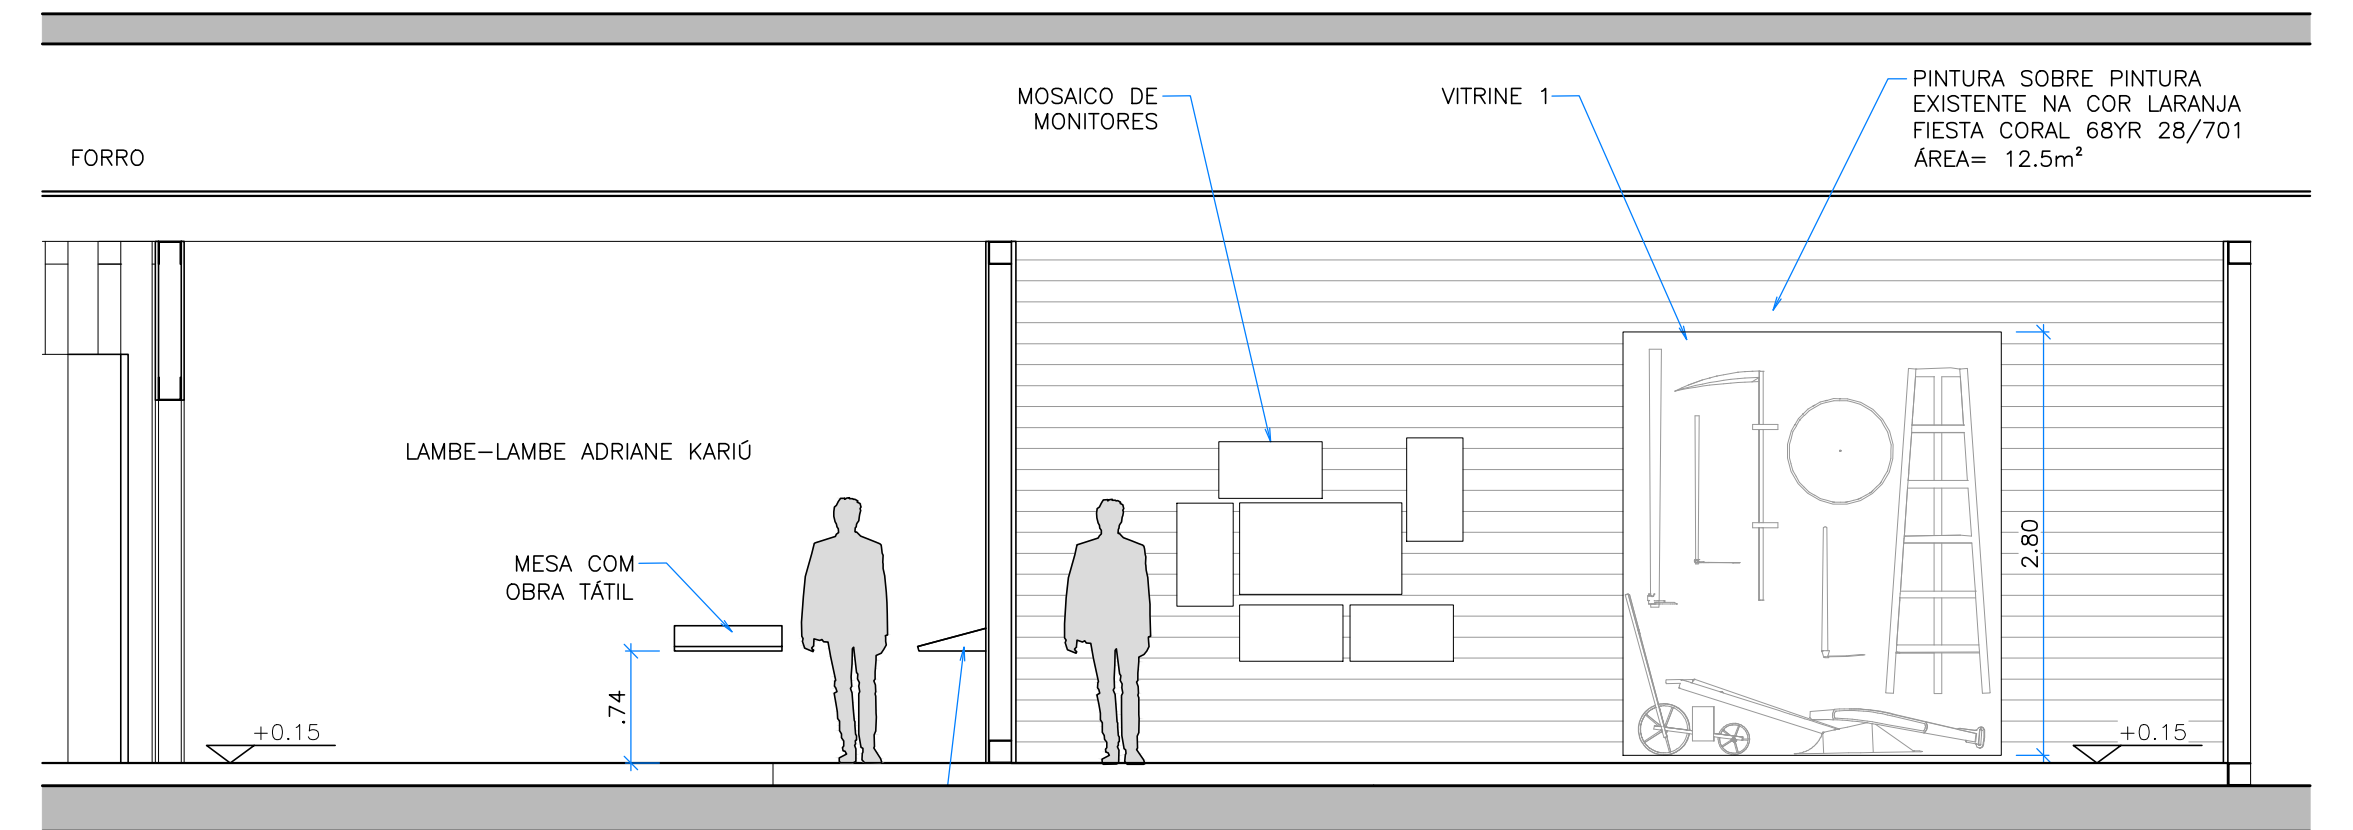 MOSAICO DE
MONITORES
VITRINE 1
PINTURA SOBRE PINTURA
EXISTENTE NA COR LARANJA
FIESTA CORAL 68YR 28/701
ÁREA= 12.5m²
FORRO
LAMBE-LAMBE ADRIANE KARIÚ
MESA COM
OBRA TÁTIL
2.80
.74
+0.15
+0.15